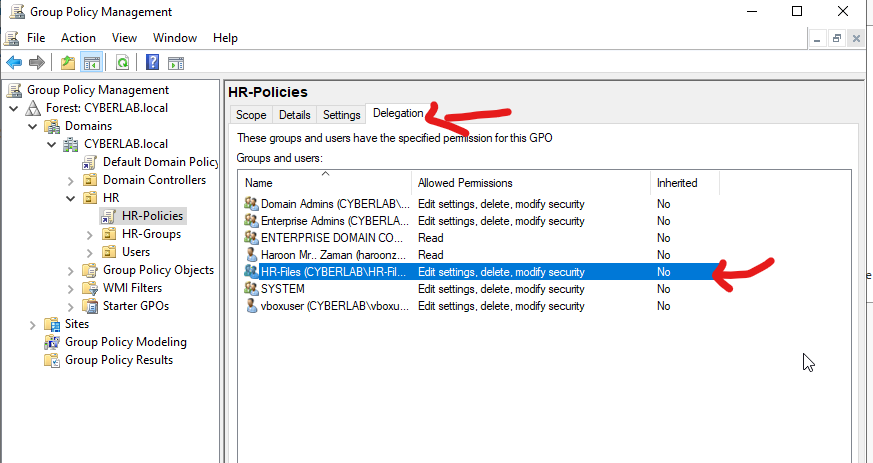 Group Policy Management
File Action View Window Help
Group Policy Management
Forest: CYBERLAB.local
Domains
CYBERLAB.local
Default Domain Policy
Domain Controllers
HR
HR-Policies
HR-Groups
Users
Group Policy Objects
WMI Filters
Starter GPOs
Sites
Group Policy Modeling
Group Policy Results
HR-Policies
Scope Details Settings Delegation
These groups and users have the specified permission for this GPO
Groups and users:
Name Allowed Permissions Inherited
Domain Admins (CYBERLAB\... Edit settings, delete, modify security No
Enterprise Admins (CYBERLA... Edit settings, delete, modify security No
ENTERPRISE DOMAIN CO... Read No
Haroon Mr.. Zaman (haroonz... Read No
HR-Files (CYBERLAB\HR-Fil... Edit settings, delete, modify security No
SYSTEM Edit settings, delete, modify security No
vboxuser (CYBERLAB\vboxu... Edit settings, delete, modify security No
e